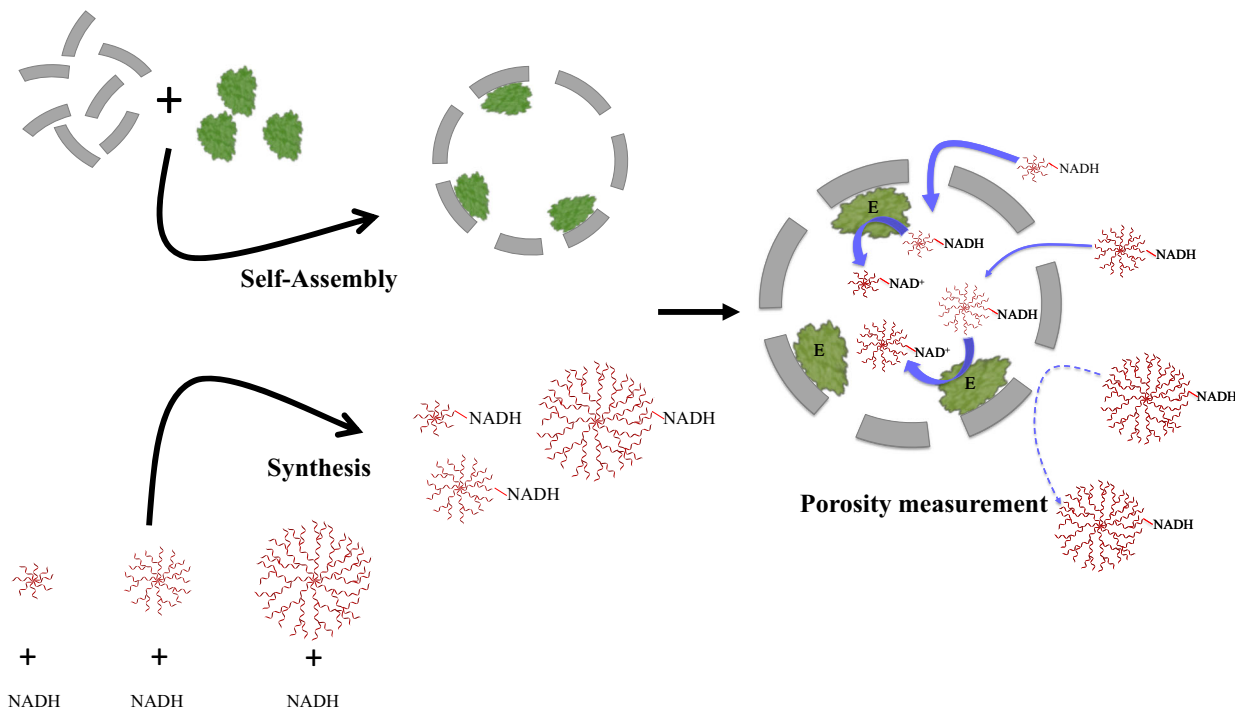 +
Self-Assembly
Synthesis
NADH
NADH
NADH
+
+
+
NADH
NADH
NADH
NADH
E
NADH
NADH
NAD⁺
NADH
E
NAD⁺
E
NADH
Porosity measurement
NADH